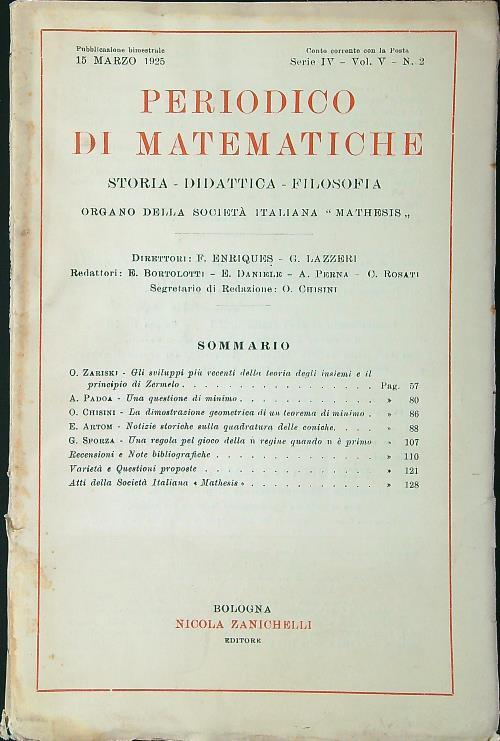 Pubblicazione bimestrale
15 MARZO 1925
Conto corrente con la Posta
Serie IV - Vol. V - N. 2
PERIODICO
DI MATEMATICHE
STORIA - DIDATTICA - FILOSOFIA
ORGANO DELLA SOCIETÀ ITALIANA “ MATHESIS „
DIRETTORI: F. ENRIQUES - G. LAZZERI
Redattori: E. BORTOLOTTI - E. DANIELE - A. PERNA - C. ROSATI
Segretario di Redazione: O. CHISINI
SOMMARIO
O. ZARISKI - Gli sviluppi più recenti della teoria degli insiemi e il
principio di Zermelo . . . . . . . . . . . . . . . Pag. 57
A. PADOA - Una questione di minimo . . . . . . . . . . . . » 80
O. CHISINI - La dimostrazione geometrica di un teorema di minimo . » 86
E. ARTOM - Notizie storiche sulla quadratura delle coniche. . . . » 88
G. SFORZA - Una regola pel gioco della n regine quando n è primo » 107
Recensioni e Note bibliografiche . . . . . . . . . . . . . » 110
Varietà e Questioni proposte . . . . . . . . . . . . . . » 121
Atti della Società Italiana « Mathesis » . . . . . . . . . . » 128
BOLOGNA
NICOLA ZANICHELLI
EDITORE